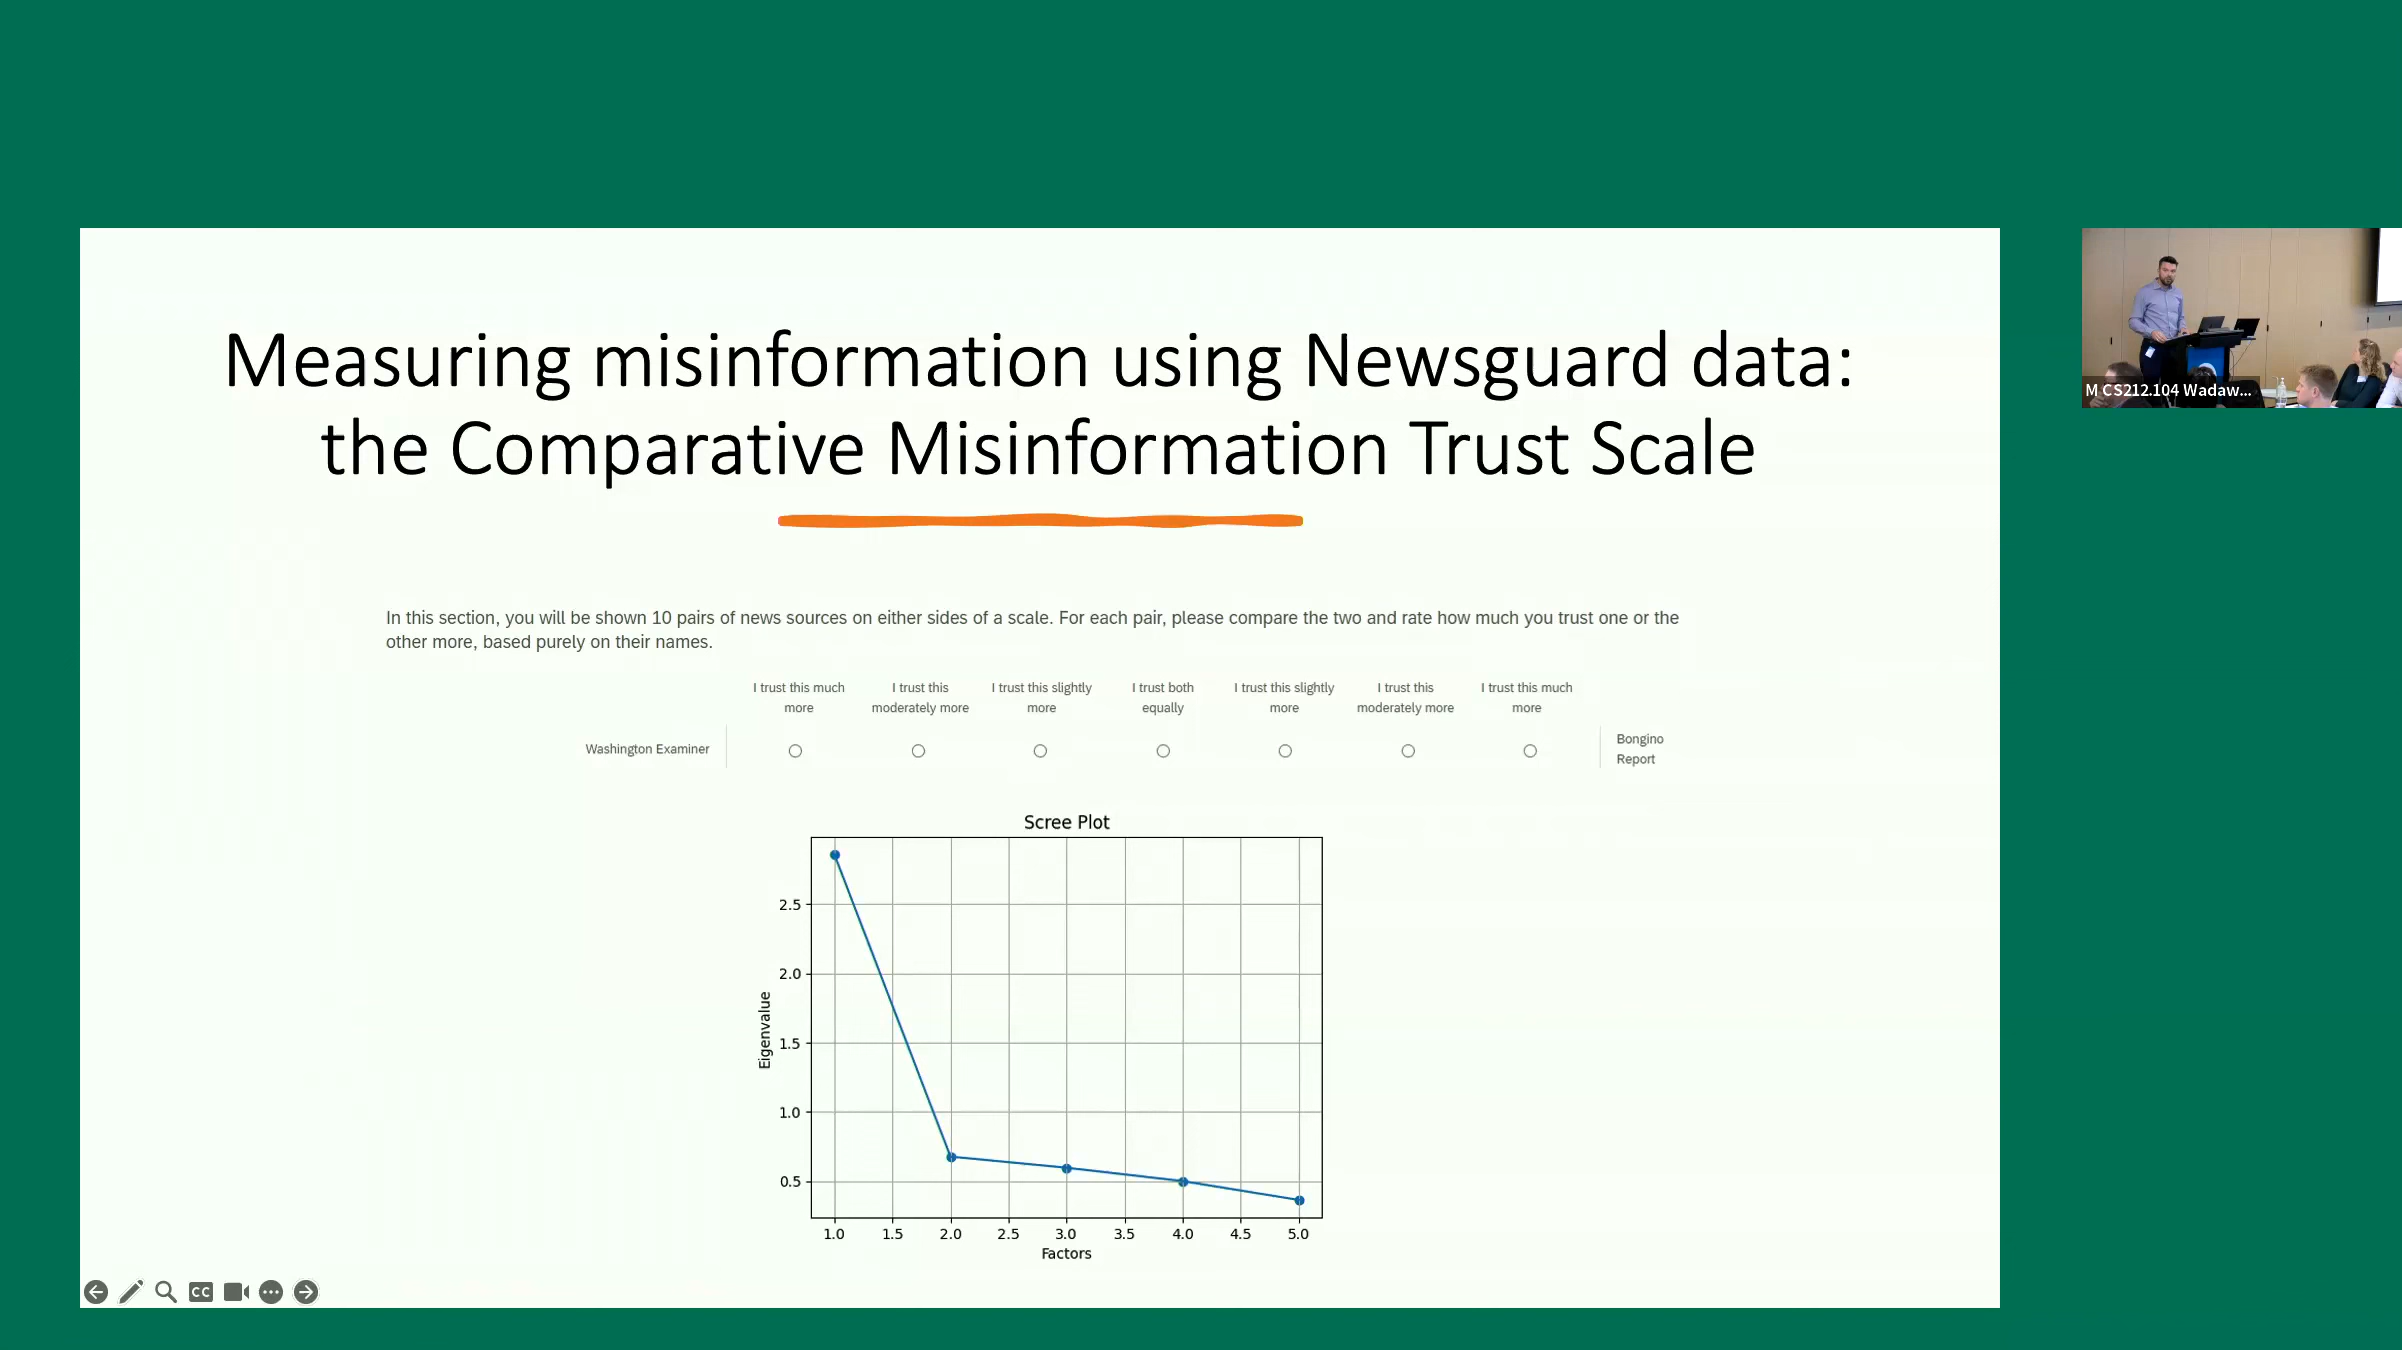 Measuring misinformation using Newsguard data:
the Comparative Misinformation Trust Scale
M CS212.104 Wadaw...
In this section, you will be shown 10 pairs of news sources on either sides of a scale. For each pair, please compare the two and rate how much you trust one or the
other more, based purely on their names.
I trust this much more
I trust this moderately more
I trust this slightly more
I trust both equally
I trust this slightly more
I trust this moderately more
I trust this much more
Washington Examiner
Bongino
Report
Scree Plot
Eigenvalue
2.5
2.0
1.5
1.0
0.5
1.0 1.5 2.0 2.5 3.0 3.5 4.0 4.5 5.0
Factors
CC